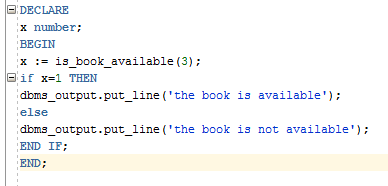 DECLARE
x number;
BEGIN
x := is_book_available(3);
if x=1 THEN
dbms_output.put_line('the book is available');
else
dbms_output.put_line('the book is not available');
END IF;
END;